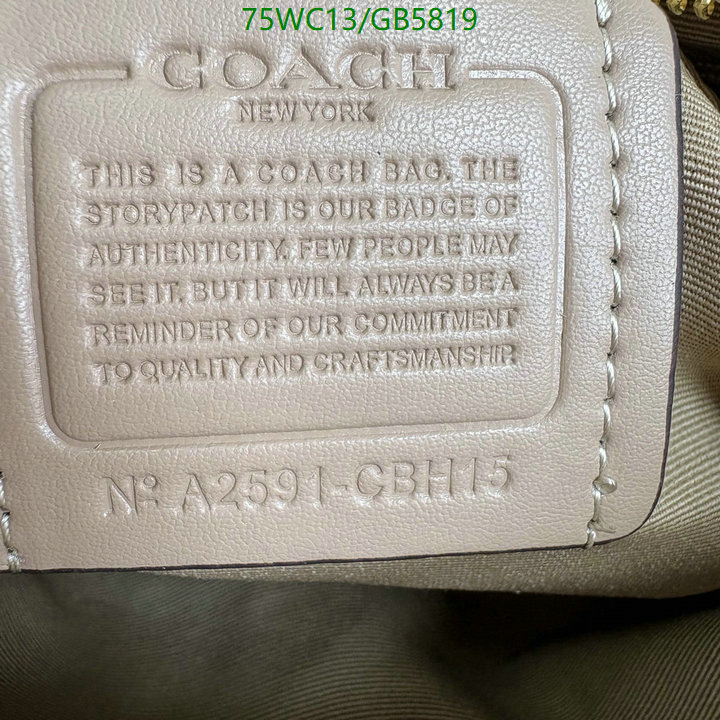 75WC13/GB5819
COACH
NEW YORK
THIS IS A COACH BAG. THE
STORYPATCH IS OUR BADGE OF
AUTHENTICITY. FEW PEOPLE MAY
SEE IT. BUT IT WILL ALWAYS BE A
REMINDER OF OUR COMMITMENT
TO QUALITY AND CRAFTSMANSHIP.
Nº A2591-CBH15